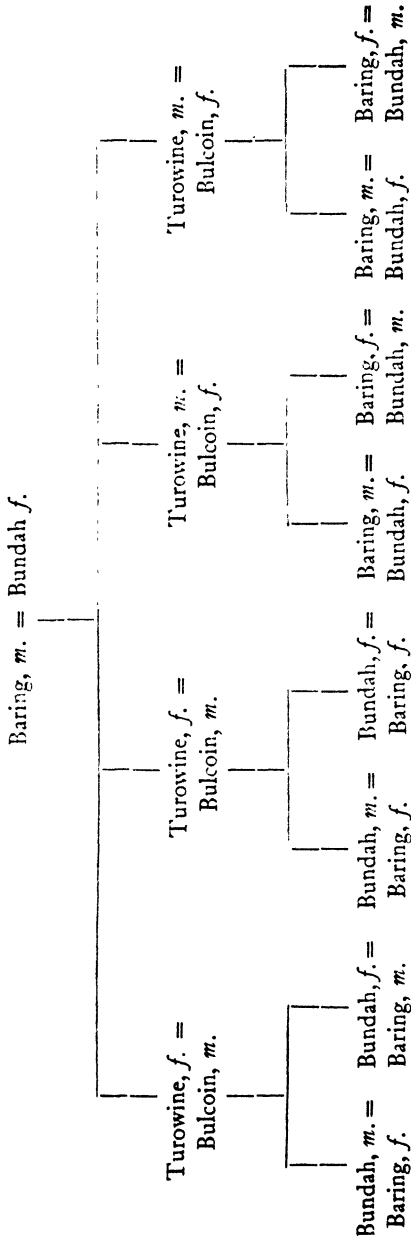 Baring, m. = Bundah f.
Turowine, f. =
Bulcoin, m.
Turowine, f. =
Bulcoin, m.
Turowine, m. =
Bulcoin, f.
Turowine, m. =
Bulcoin, f.
Bundah, m. =
Baring, f.
Bundah, f. =
Baring, m.
Bundah, m. =
Baring, f.
Bundah, f. =
Baring, f.
Baring, m. =
Bundah, f.
Baring, f. =
Bundah, m.
Baring, m. =
Bundah, f.
Baring, f. =
Bundah, m.